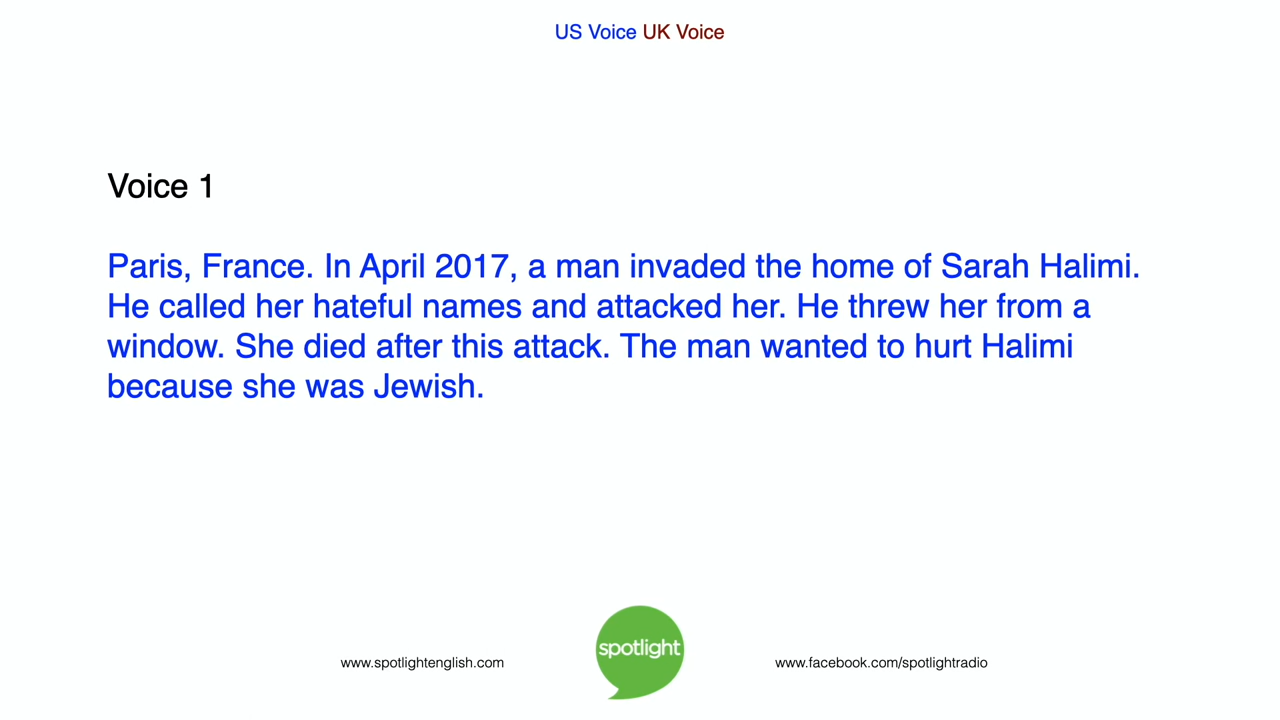 US Voice UK Voice
Voice 1
Paris, France. In April 2017, a man invaded the home of Sarah Halimi.
He called her hateful names and attacked her. He threw her from a
window. She died after this attack. The man wanted to hurt Halimi
because she was Jewish.
spotlight
www.spotlightenglish.com
www.facebook.com/spotlightradio